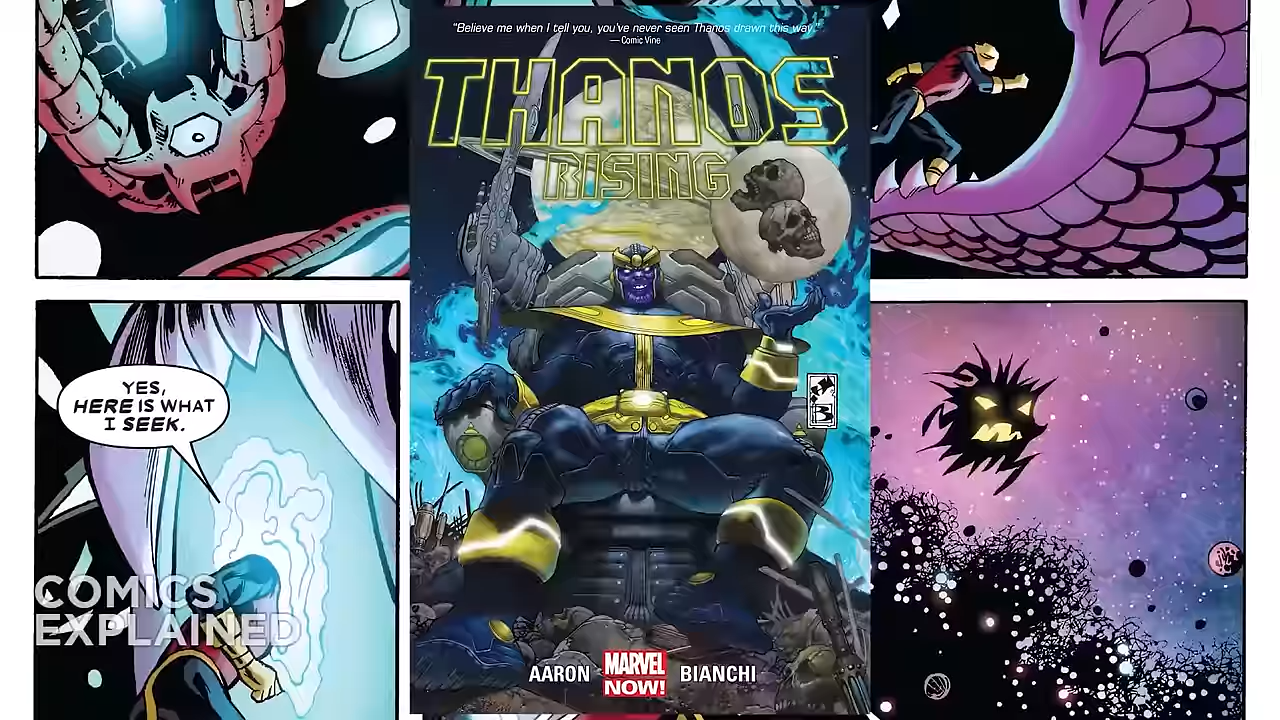 "Believe me when I tell you, you've never seen Thanos drawn this way."
— Comic Vine
THANOS
RISING
YES,
HERE IS WHAT
I SEEK.
COMICS
EXPLAINED
AARON
MARVEL
NOW!
BIANCHI